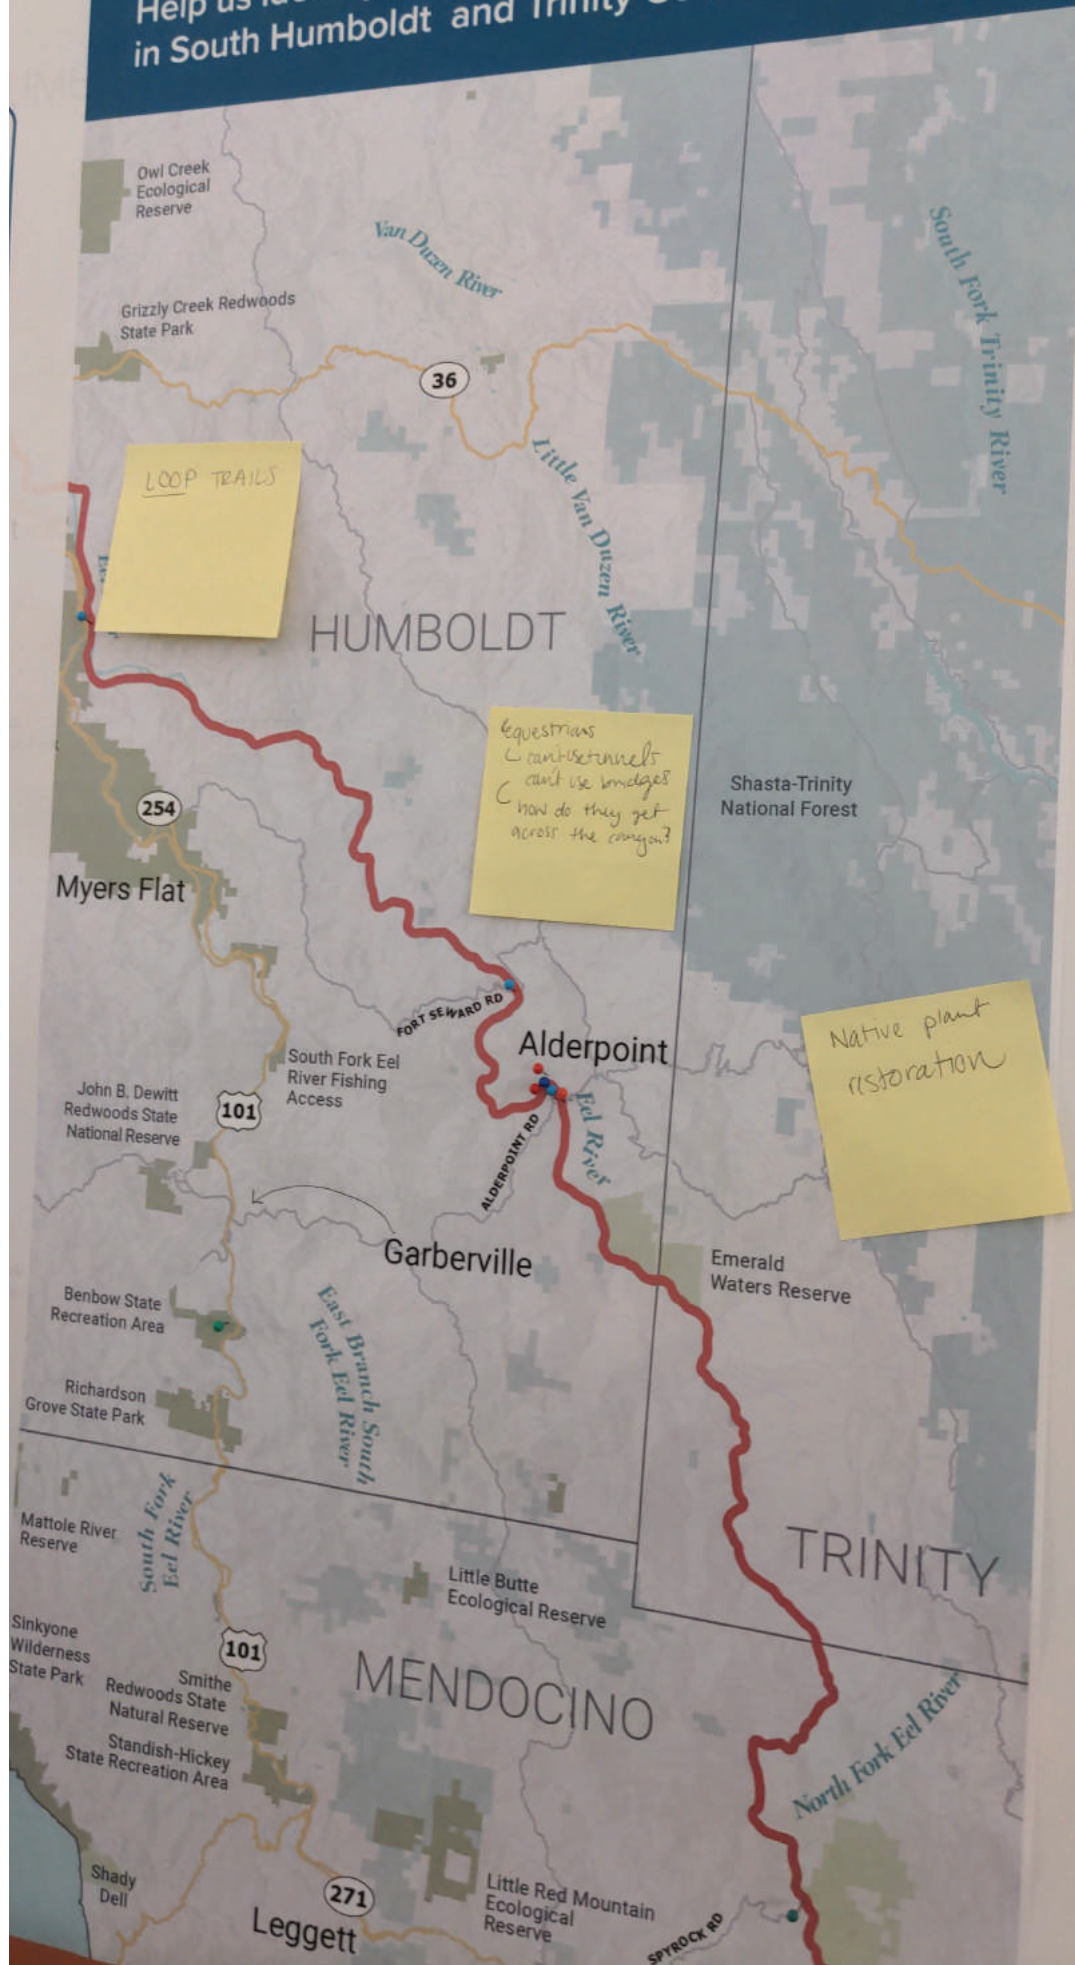 Help us
in South Humboldt and Trinity
Owl Creek
Ecological
Reserve
Van Duzen River
South Fork Trinity River
Grizzly Creek Redwoods
State Park
36
Little Van Duzen River
LOOP TRAILS
HUMBOLDT
Equestrians
can't use tunnels
can't use bridges
how do they get
across the canyon?
Shasta-Trinity
National Forest
254
Myers Flat
FORT SEWARD RD
Alderpoint
Native plant
restoration
South Fork Eel
River Fishing
Access
John B. Dewitt
Redwoods State
National Reserve
101
ALDERPOINT RD
Eel River
Garberville
Emerald
Waters Reserve
Benbow State
Recreation Area
East Branch South
Fork Eel River
Richardson
Grove State Park
South Fork
Eel River
Mattole River
Reserve
TRINITY
Little Butte
Ecological Reserve
Sinkyone
Wilderness
State Park
101
Smithe
Redwoods State
Natural Reserve
MENDOCINO
Standish-Hickey
State Recreation Area
North Fork Eel River
Shady
Dell
271
Leggett
Little Red Mountain
Ecological
Reserve
SPYROCK RD